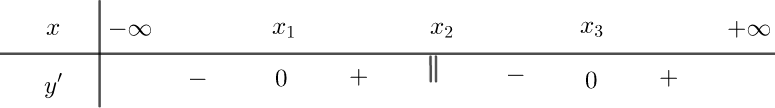 x −∞ x₁ x₂ x₃ +∞
y′ − 0 + || − 0 +